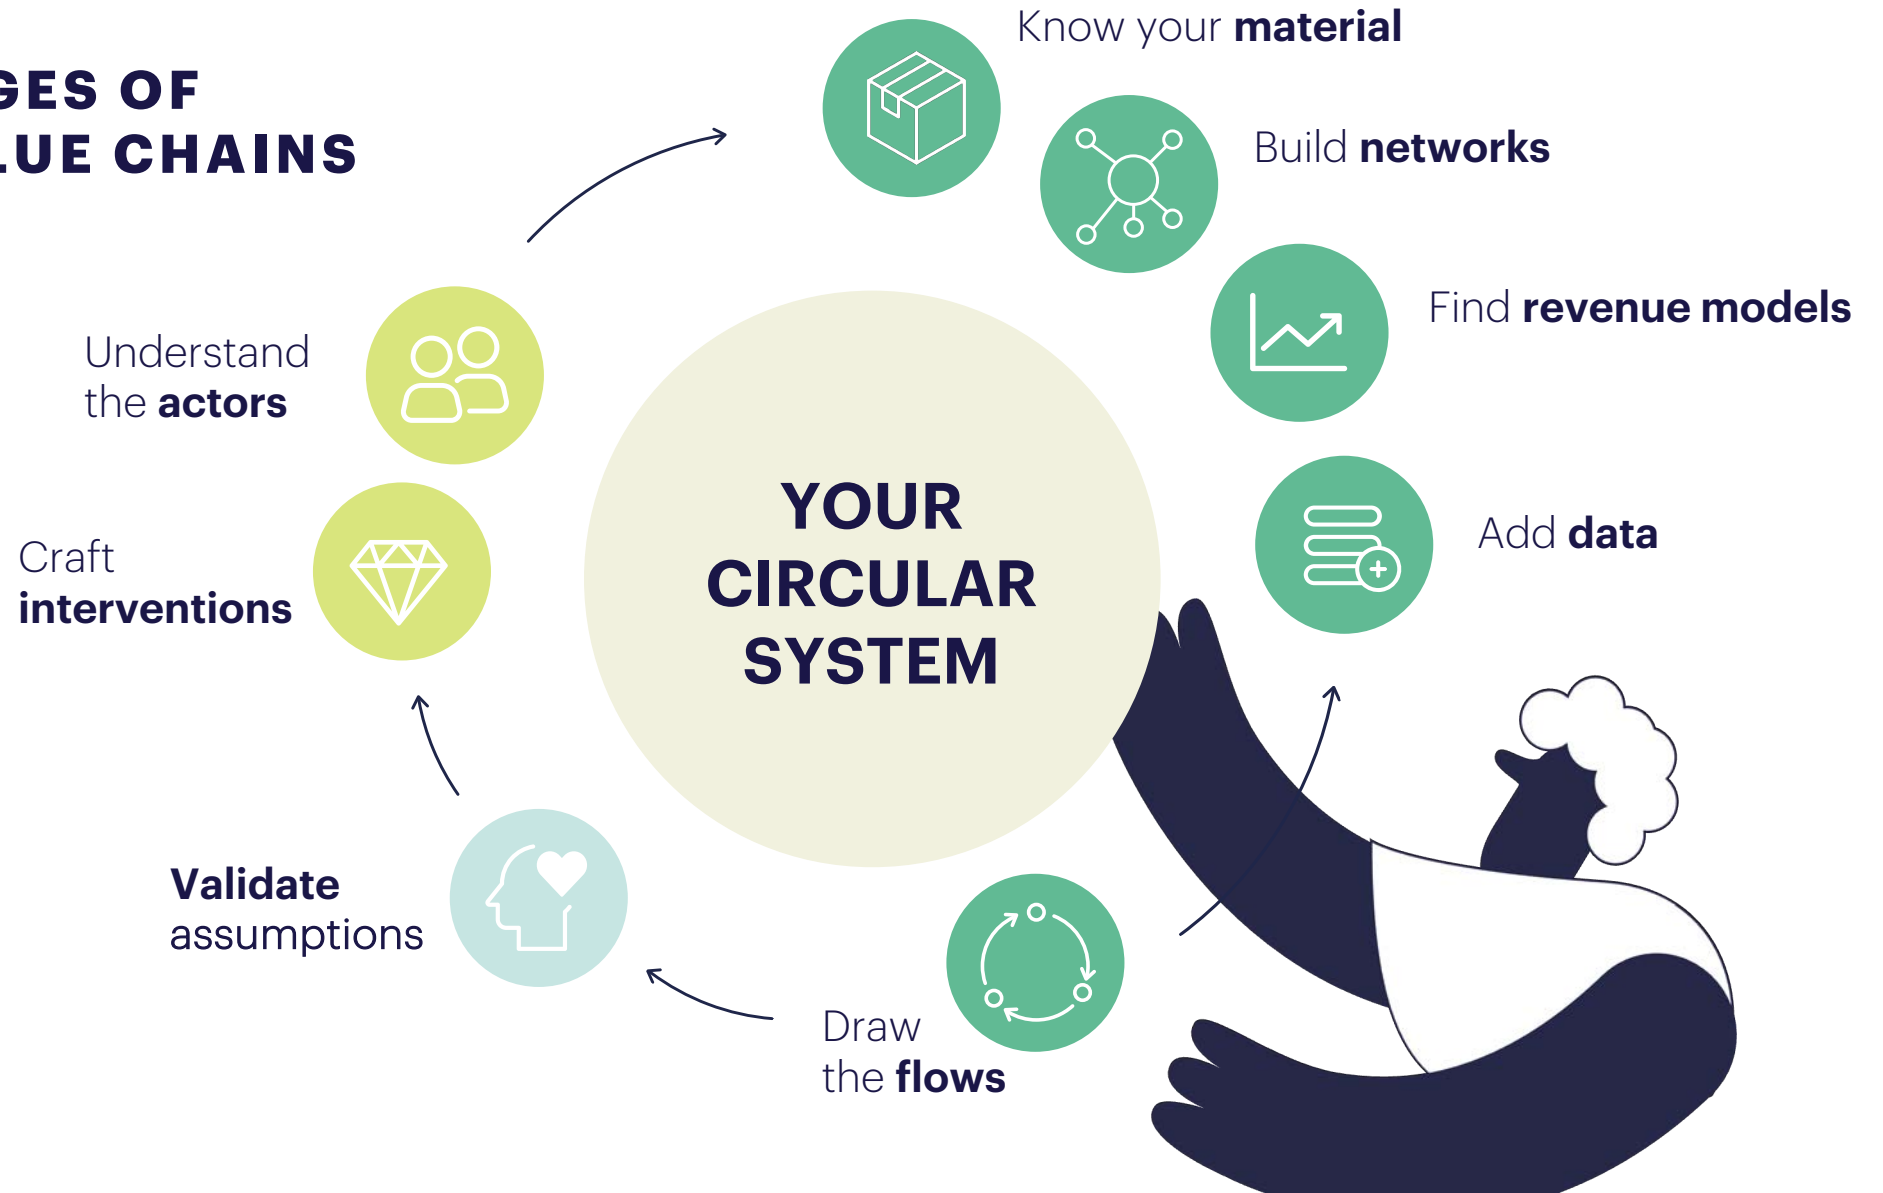 GES OF
LUE CHAINS
Know your material
Build networks
Find revenue models
Add data
Draw
the flows
Validate
assumptions
Craft
interventions
Understand
the actors
YOUR
CIRCULAR
SYSTEM